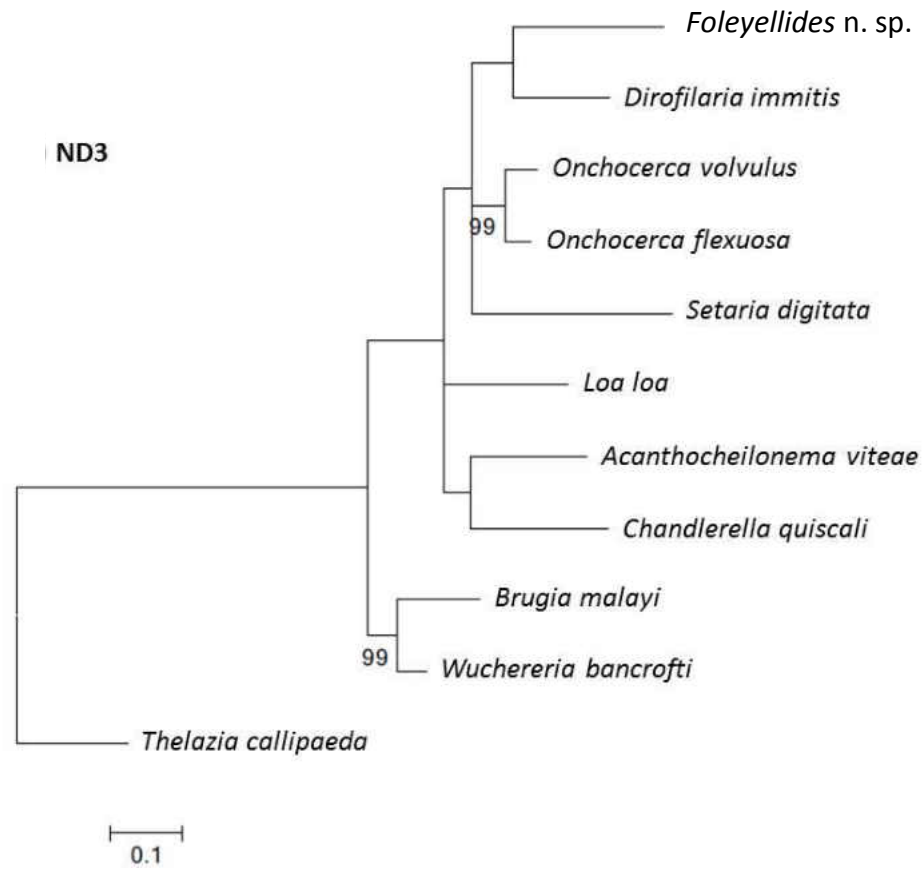 Foleyellides n. sp.
Dirofilaria immitis
ND3
Onchocerca volvulus
99
Onchocerca flexuosa
Setaria digitata
Loa loa
Acanthocheilonema viteae
Chandlerella quiscali
Brugia malayi
99
Wuchereria bancrofti
Thelazia callipaeda
0.1